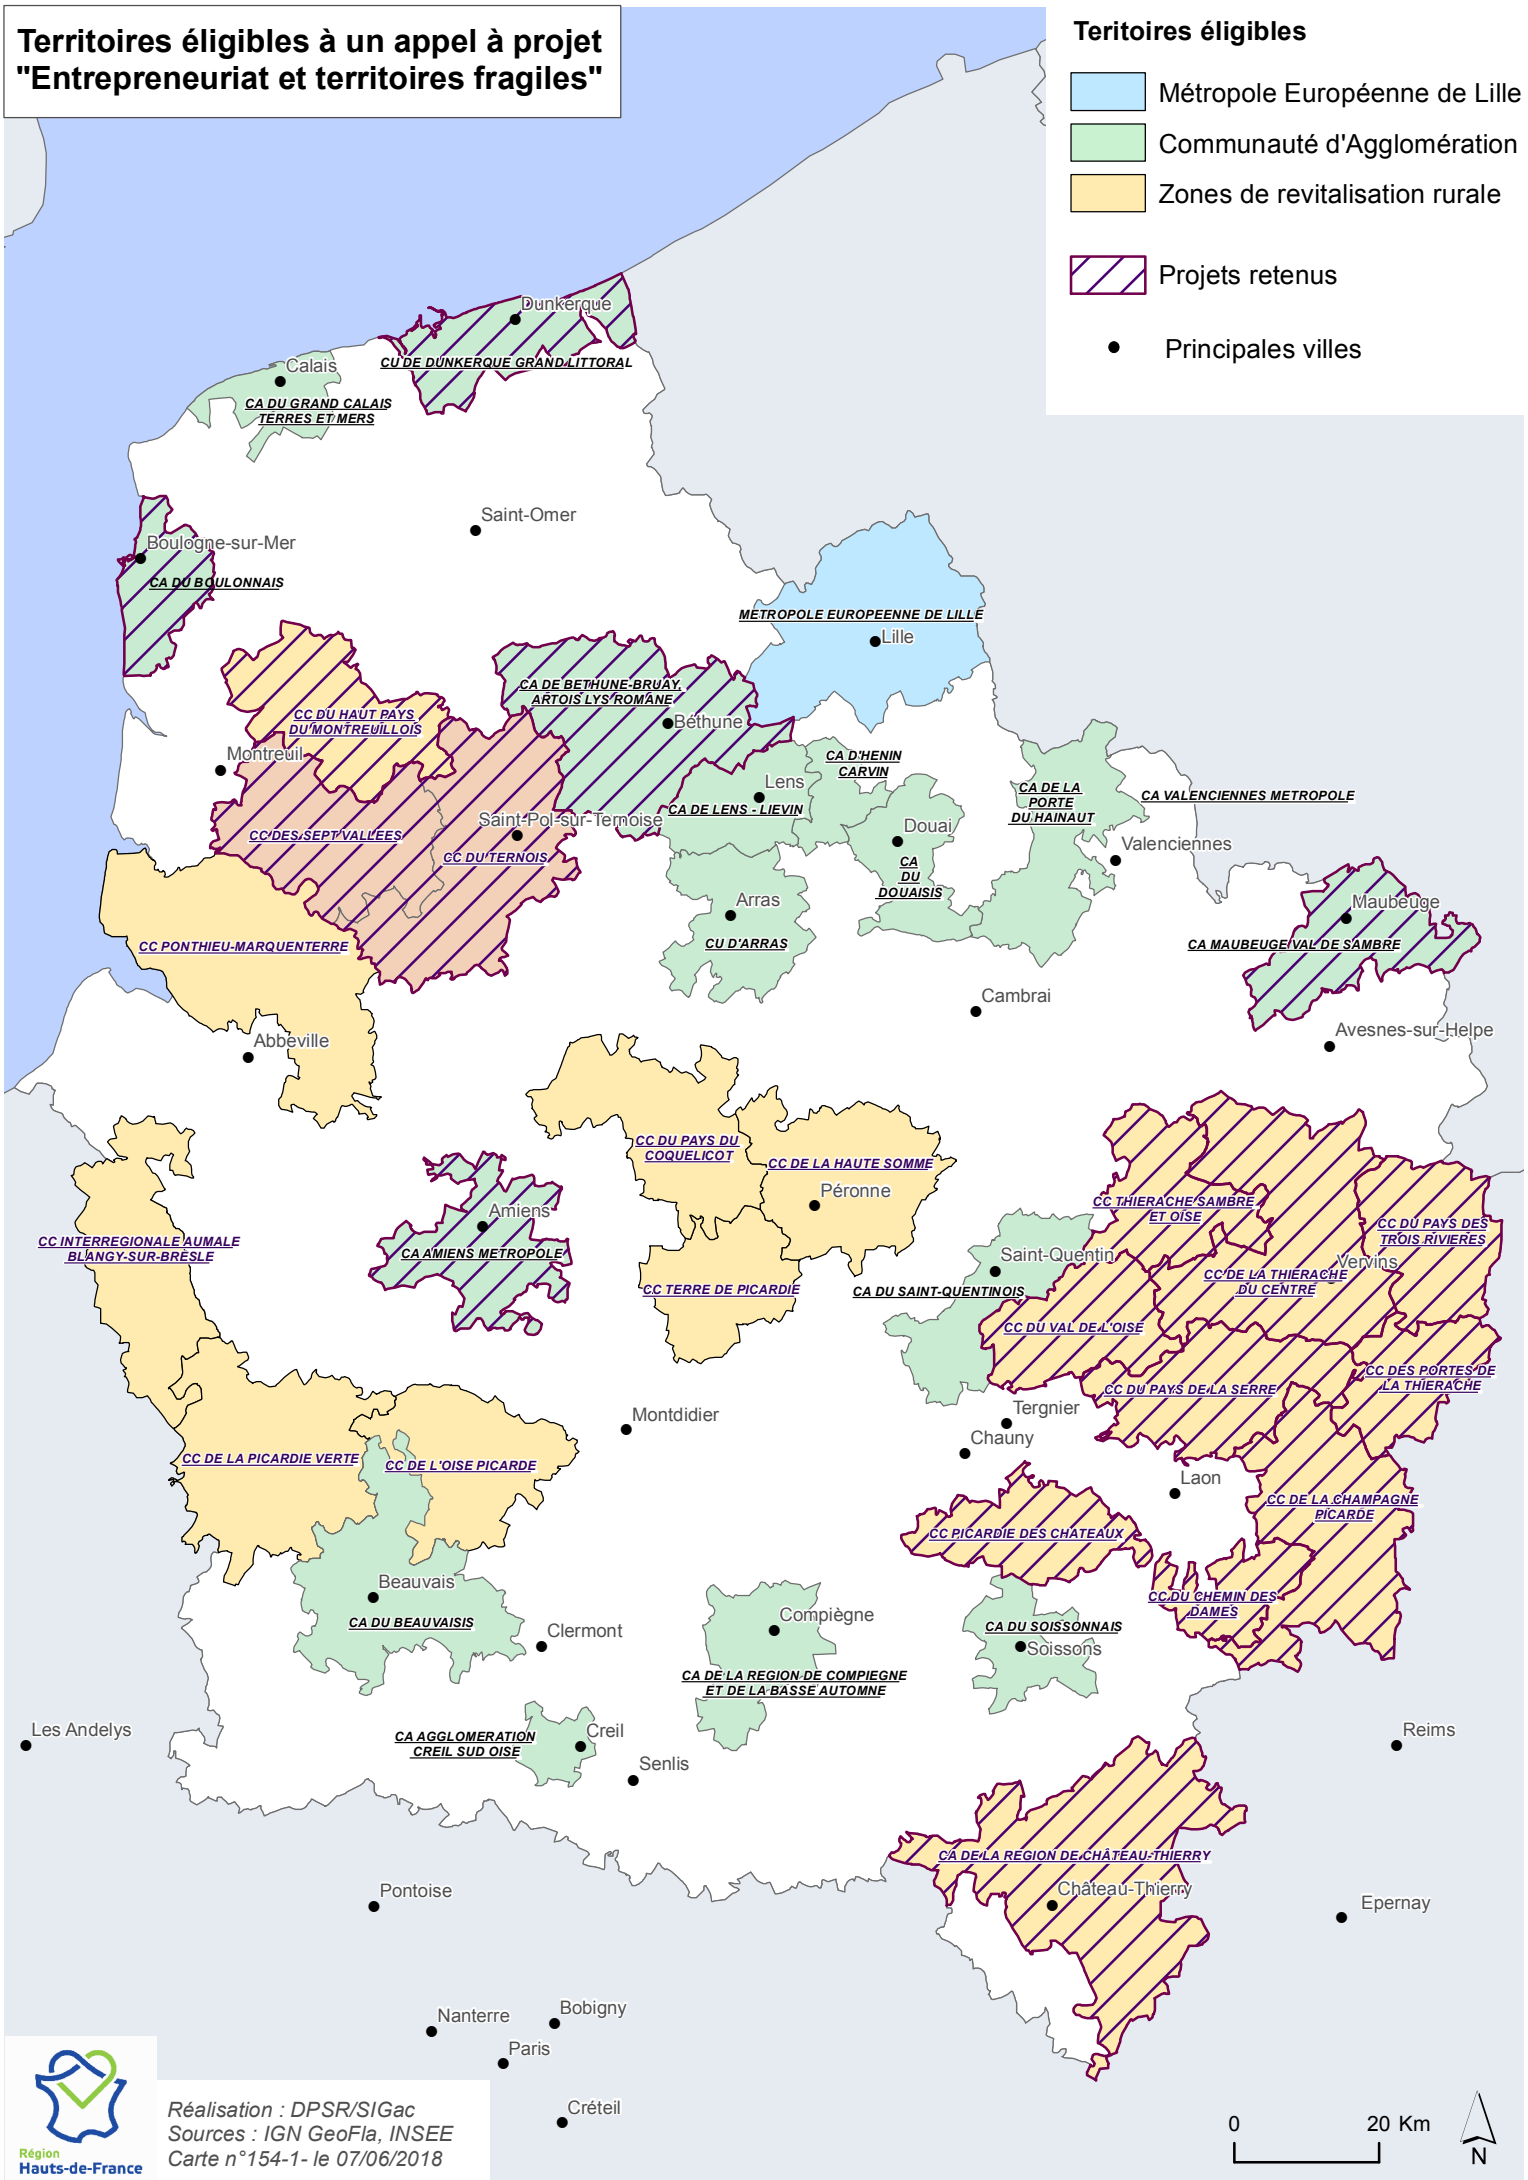 Territoires éligibles à un appel à projet
"Entrepreneuriat et territoires fragiles"
Teritoires éligibles
Métropole Européenne de Lille
Communauté d'Agglomération
Zones de revitalisation rurale
Projets retenus
Principales villes
Dunkerque
CU DE DUNKERQUE GRAND LITTORAL
Calais
CA DU GRAND CALAIS
TERRES ET MERS
Saint-Omer
Boulogne-sur-Mer
CA DU BOULONNAIS
METROPOLE EUROPEENNE DE LILLE
Lille
CA DE BETHUNE-BRUAY,
ARTOIS LYS ROMANE
Béthune
CC DU HAUT PAYS
DU MONTREUILLOIS
Montreuil
CA D'HENIN
CARVIN
Lens
CA DE LENS - LIEVIN
CA DE LA
PORTE
DU HAINAUT
CA VALENCIENNES METROPOLE
Valenciennes
Saint-Pol-sur-Ternoise
CC DES SEPT VALLEES
CC DU TERNOIS
Douai
CA
DU
DOUAISIS
Arras
CU D'ARRAS
Maubeuge
CA MAUBEUGE VAL DE SAMBRE
CC PONTHIEU-MARQUENTERRE
Cambrai
Avesnes-sur-Helpe
Abbeville
CC DU PAYS DU
COQUELICOT
CC DE LA HAUTE SOMME
Péronne
CC THIERACHE SAMBRE
ET OISE
CC DU PAYS DES
TROIS RIVIERES
Amiens
CA AMIENS METROPOLE
CC INTERREGIONALE AUMALE
BLANGY-SUR-BRESLE
Saint-Quentin
CA DU SAINT-QUENTINOIS
Vervins
CC DE LA THIERACHE
DU CENTRE
CC TERRE DE PICARDIE
CC DU VAL DE L'OISE
CC DU PAYS DE LA SERRE
CC DES PORTES DE
LA THIERACHE
Montdidier
Tergnier
Chauny
CC DE LA PICARDIE VERTE
CC DE L'OISE PICARDE
Laon
CC DE LA CHAMPAGNE
PICARDE
CC PICARDIE DES CHATEAUX
Beauvais
CA DU BEAUVAISIS
CC DU CHEMIN DES
DAMES
Clermont
Compiègne
CA DE LA REGION DE COMPIEGNE
ET DE LA BASSE AUTOMNE
CA DU SOISSONNAIS
Soissons
Les Andelys
CA AGGLOMERATION
CREIL SUD OISE
Creil
Senlis
Reims
CA DE LA REGION DE CHÂTEAU-THIERRY
Château-Thierry
Pontoise
Epernay
Nanterre
Bobigny
Paris
Créteil
Région
Hauts-de-France
Réalisation : DPSR/SIGac
Sources : IGN GeoFla, INSEE
Carte n°154-1- le 07/06/2018
0 20 Km
N